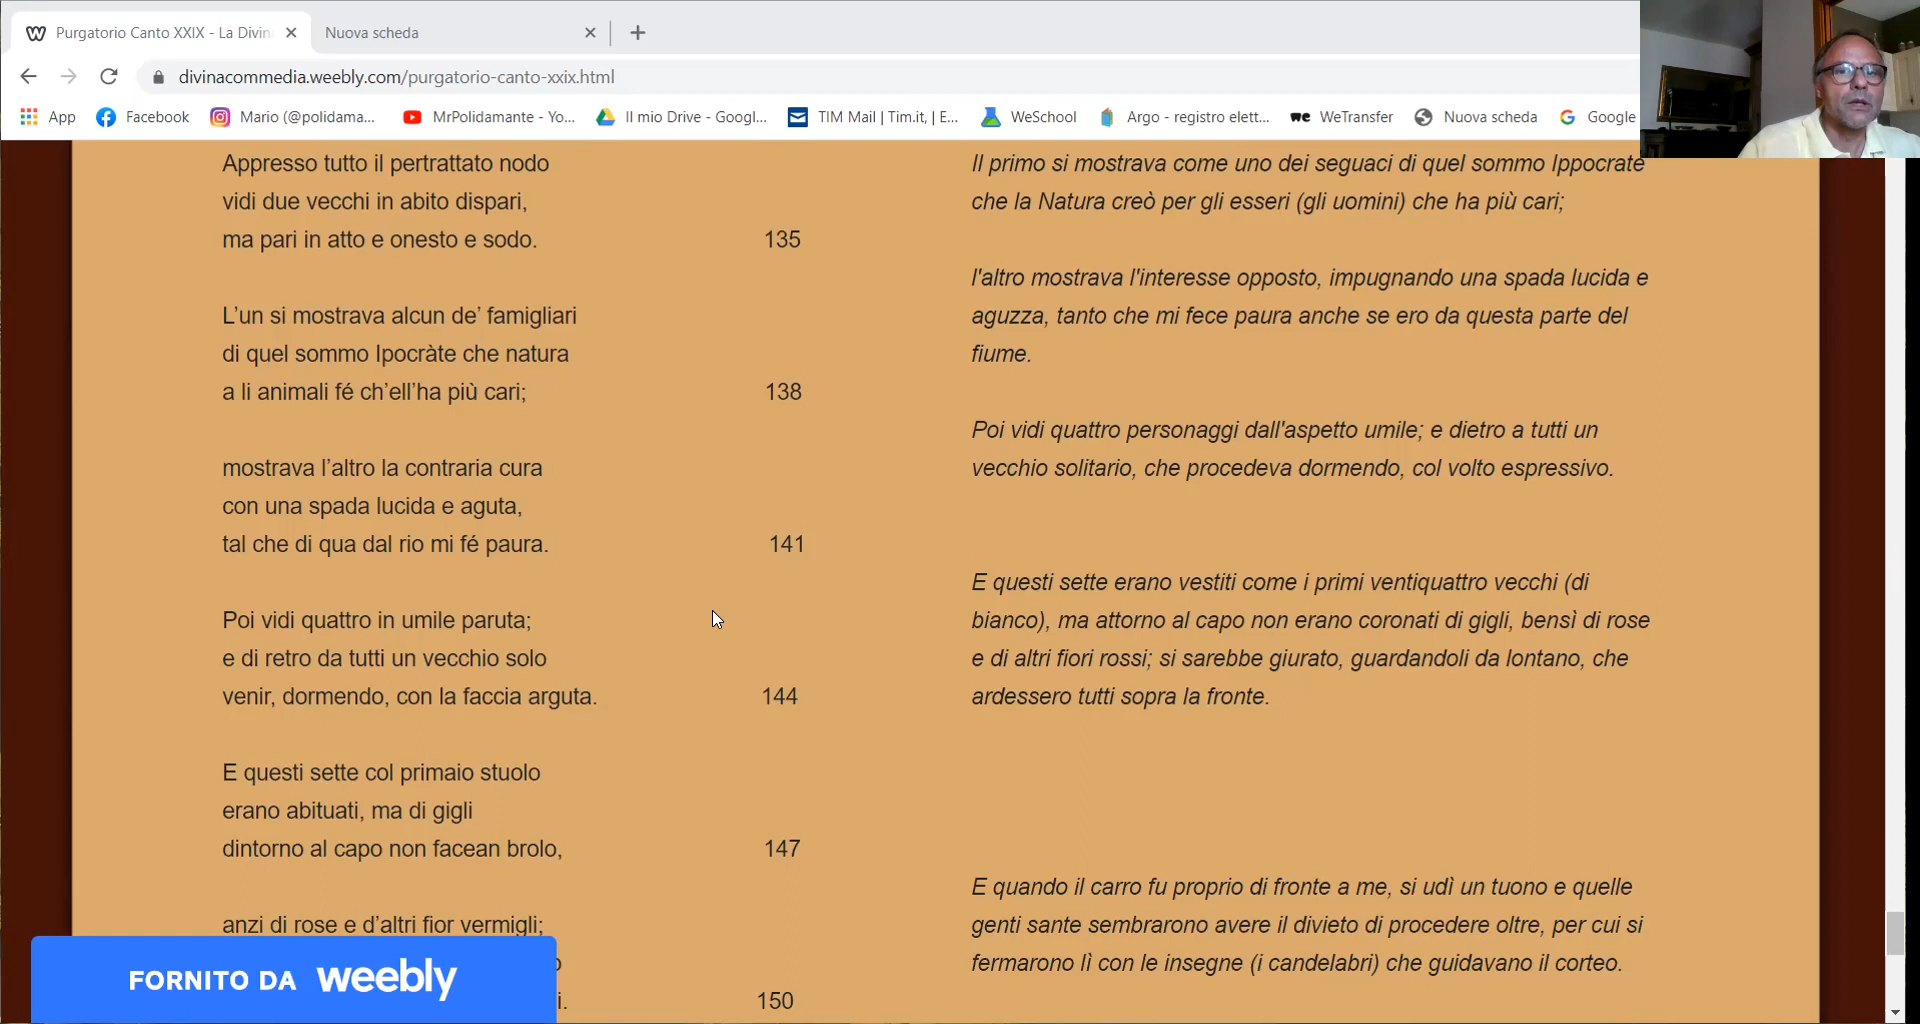 Purgatorio Canto XXIX - La Divin
Nuova scheda
divinacommedia.weebly.com/purgatorio-canto-xxix.html
App
Facebook
Mario (@polidama...
MrPolidamante - Yo...
Il mio Drive - Googl...
TIM Mail | Tim.it, | E...
WeSchool
Argo - registro elett...
WeTransfer
Nuova scheda
Google
Appresso tutto il pertrattato nodo
vidi due vecchi in abito dispari,
ma pari in atto e onesto e sodo. 135
L’un si mostrava alcun de’ famigliari
di quel sommo Ipocràte che natura
a li animali fé ch’ell’ha più cari; 138
mostrava l’altro la contraria cura
con una spada lucida e aguta,
tal che di qua dal rio mi fé paura. 141
Poi vidi quattro in umile paruta;
e di retro da tutti un vecchio solo
venir, dormendo, con la faccia arguta. 144
E questi sette col primaio stuolo
erano abituati, ma di gigli
dintorno al capo non facean brolo, 147
anzi di rose e d’altri fior vermigli;
o
i. 150
Il primo si mostrava come uno dei seguaci di quel sommo Ippocrate
che la Natura creò per gli esseri (gli uomini) che ha più cari;
l'altro mostrava l'interesse opposto, impugnando una spada lucida e
aguzza, tanto che mi fece paura anche se ero da questa parte del
fiume.
Poi vidi quattro personaggi dall'aspetto umile; e dietro a tutti un
vecchio solitario, che procedeva dormendo, col volto espressivo.
E questi sette erano vestiti come i primi ventiquattro vecchi (di
bianco), ma attorno al capo non erano coronati di gigli, bensì di rose
e di altri fiori rossi; si sarebbe giurato, guardandoli da lontano, che
ardessero tutti sopra la fronte.
E quando il carro fu proprio di fronte a me, si udì un tuono e quelle
genti sante sembrarono avere il divieto di procedere oltre, per cui si
fermarono lì con le insegne (i candelabri) che guidavano il corteo.
FORNITO DA weebly